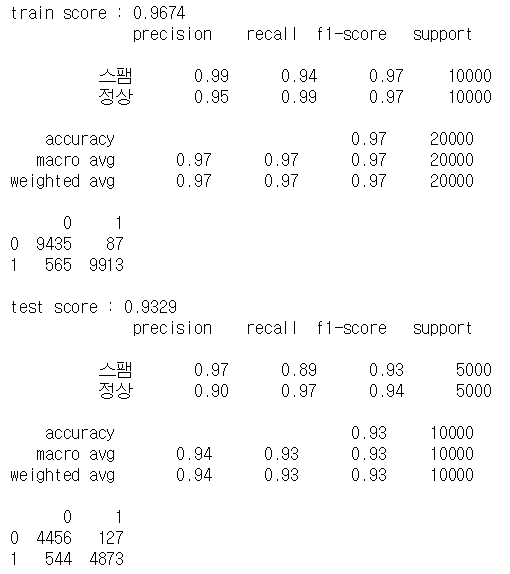 train score : 0.9674
precision recall f1-score support
스팸 0.99 0.94 0.97 10000
정상 0.95 0.99 0.97 10000
accuracy 0.97 20000
macro avg 0.97 0.97 0.97 20000
weighted avg 0.97 0.97 0.97 20000
0 1
0 9435 87
1 565 9913
test score : 0.9329
precision recall f1-score support
스팸 0.97 0.89 0.93 5000
정상 0.90 0.97 0.94 5000
accuracy 0.93 10000
macro avg 0.94 0.93 0.93 10000
weighted avg 0.94 0.93 0.93 10000
0 1
0 4456 127
1 544 4873